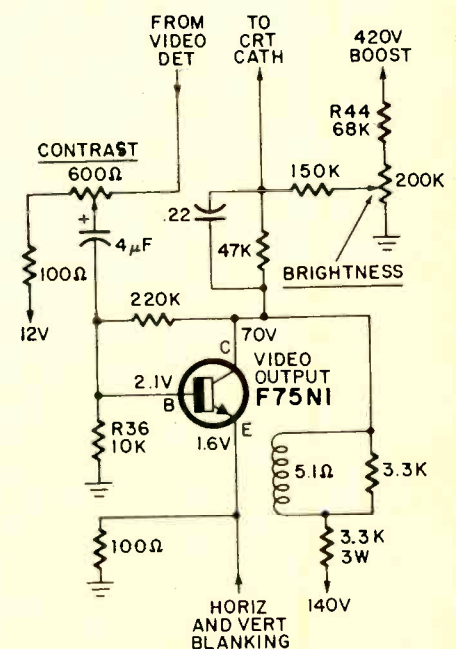 FROM
VIDEO
DET
TO
CRT
CATH
420V
BOOST
R44
68K
CONTRAST
600Ω
150K
200K
+
4µF
.22
47K
BRIGHTNESS
100Ω
12V
220K
70V
C
VIDEO
OUTPUT
F75N1
2.1V
B
E
1.6V
R36
10K
5.1Ω
3.3K
100Ω
3.3K
3W
140V
HORIZ
AND VERT
BLANKING